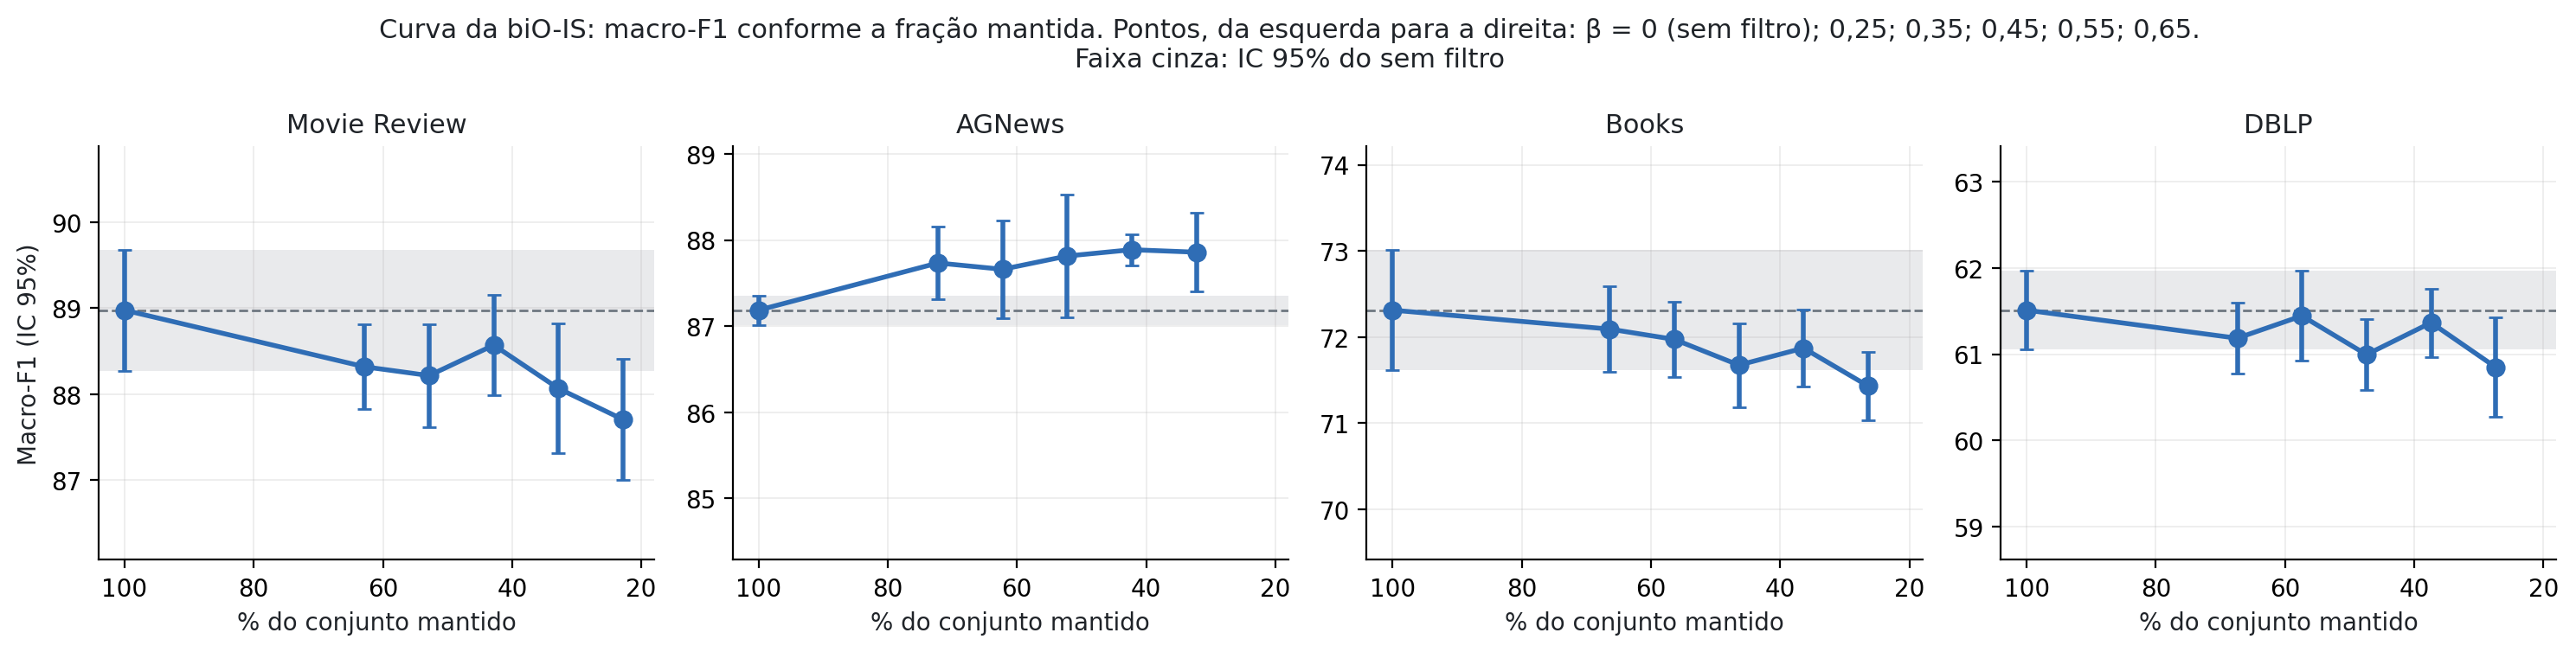 Curva da biO-IS: macro-F1 conforme a fração mantida. Pontos, da esquerda para a direita: β = 0 (sem filtro); 0,25; 0,35; 0,45; 0,55; 0,65.
Faixa cinza: IC 95% do sem filtro
Movie Review
Macro-F1 (IC 95%)
90
89
88
87
100 80 60 40 20
% do conjunto mantido
AGNews
89
88
87
86
85
100 80 60 40 20
% do conjunto mantido
Books
74
73
72
71
70
100 80 60 40 20
% do conjunto mantido
DBLP
63
62
61
60
59
100 80 60 40 20
% do conjunto mantido